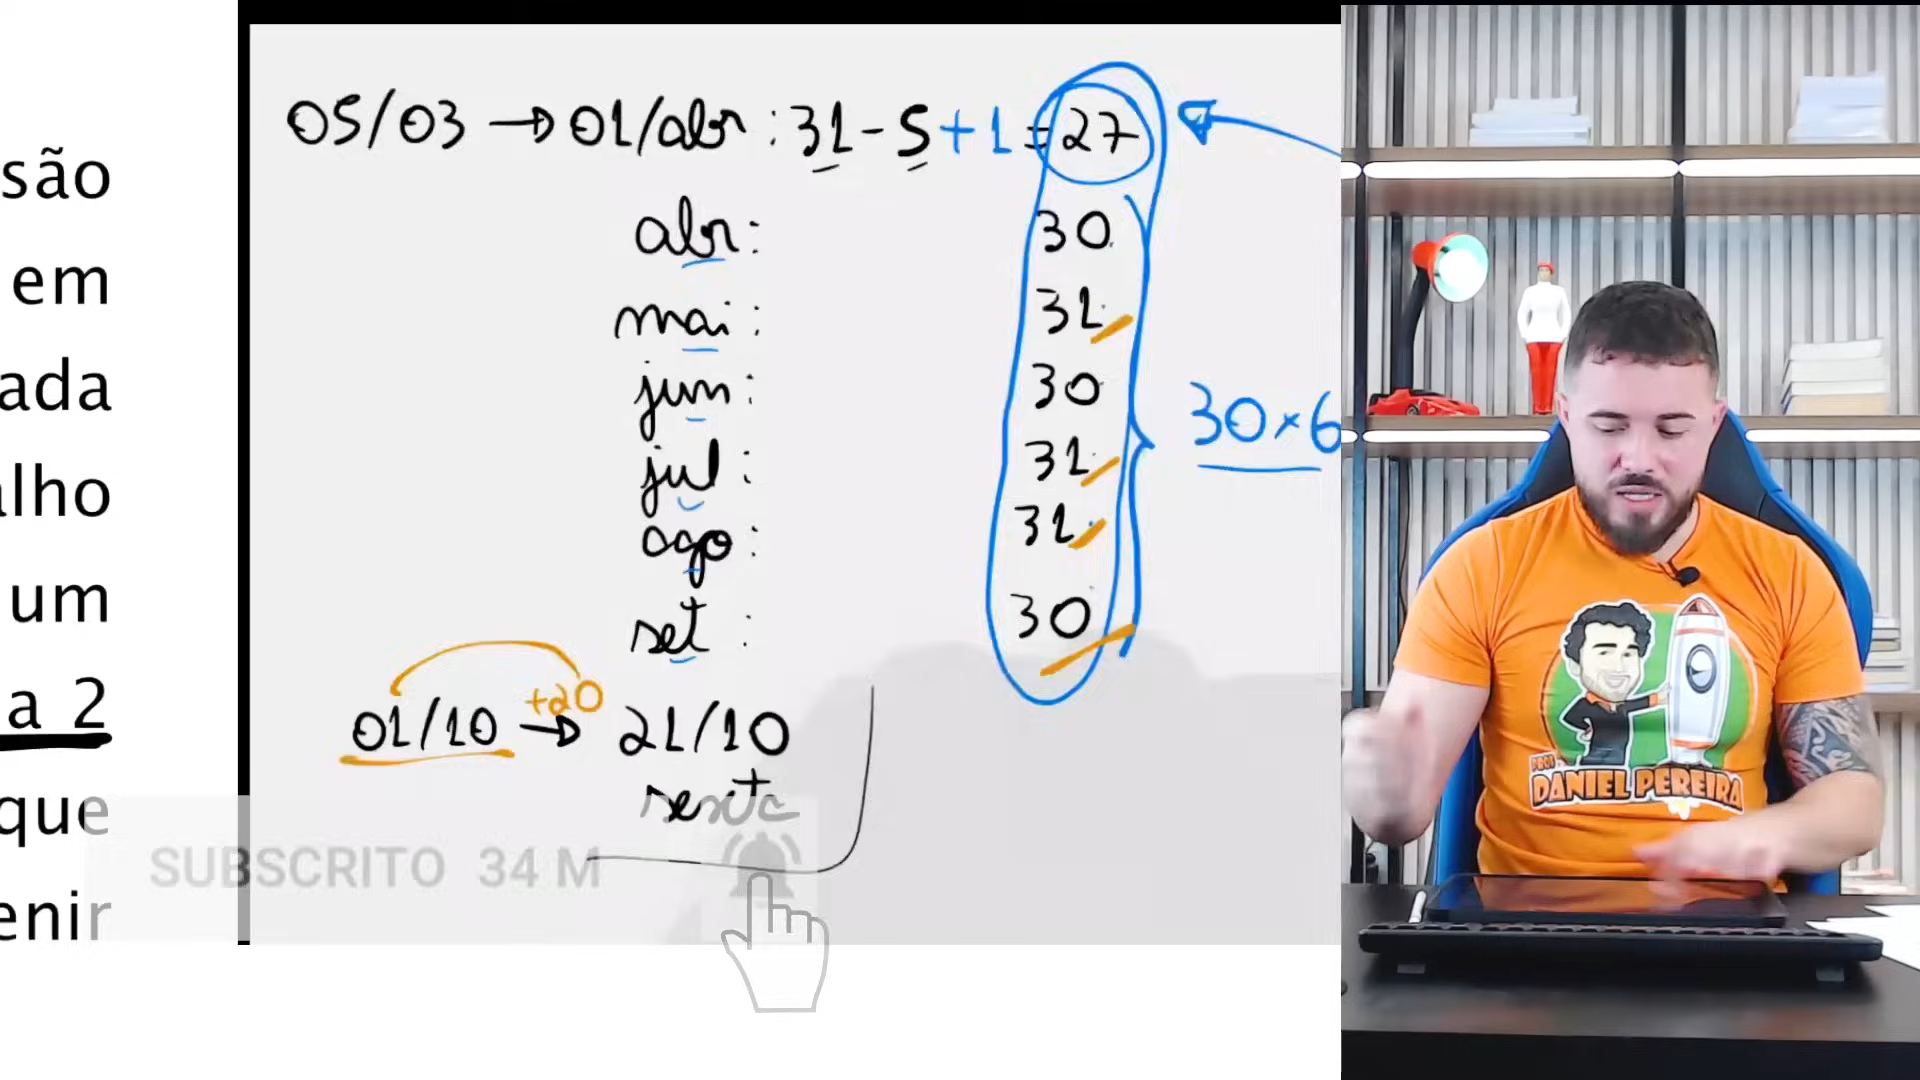 são
em
ada
alho
um
a 2
que
enir
05/03 → 01/abr : 31 - 5 + 1 = 27
abr: 30
mai: 31
jun: 30
jul: 31
ago: 31
set: 30
30×6
01/10 +20 → 21/10
sexta
SUBSCRITO 34 M
PROF.
DANIEL PEREIRA